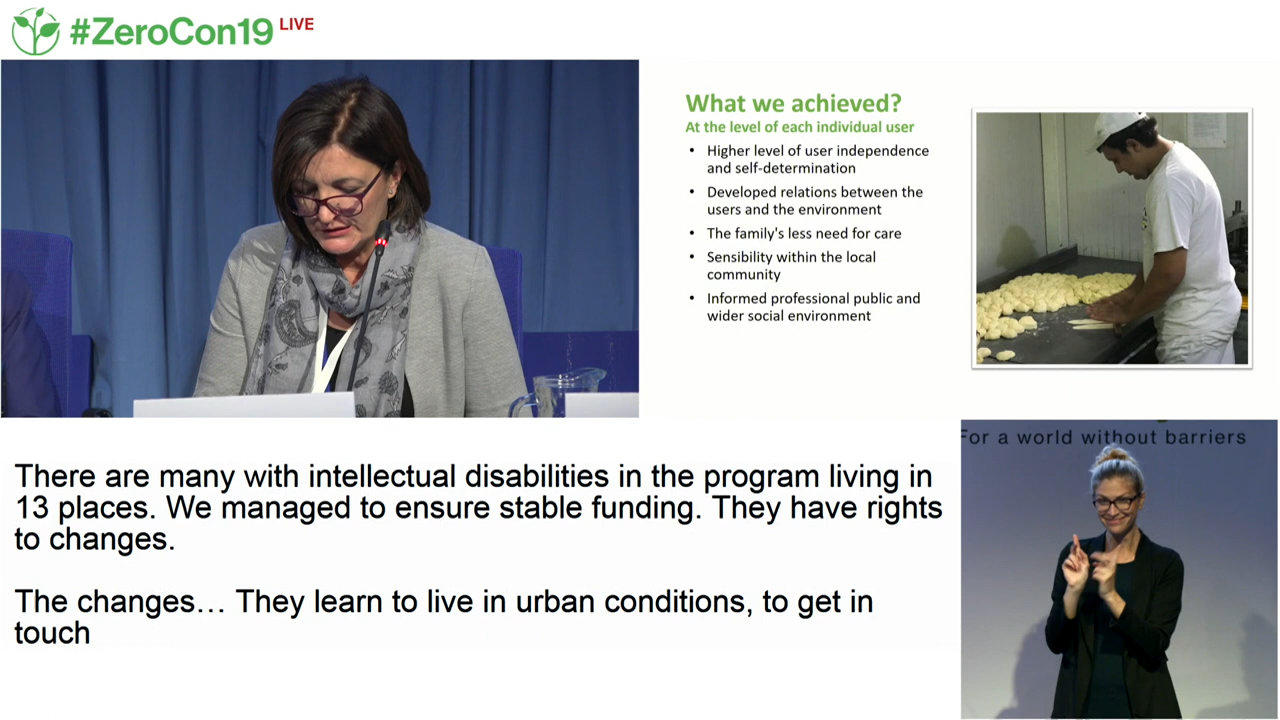 #ZeroCon19 LIVE
What we achieved?
At the level of each individual user
• Higher level of user independence
and self-determination
• Developed relations between the
users and the environment
• The family's less need for care
• Sensibility within the local
community
• Informed professional public and
wider social environment
For a world without barriers
There are many with intellectual disabilities in the program living in
13 places. We managed to ensure stable funding. They have rights
to changes.
The changes… They learn to live in urban conditions, to get in
touch